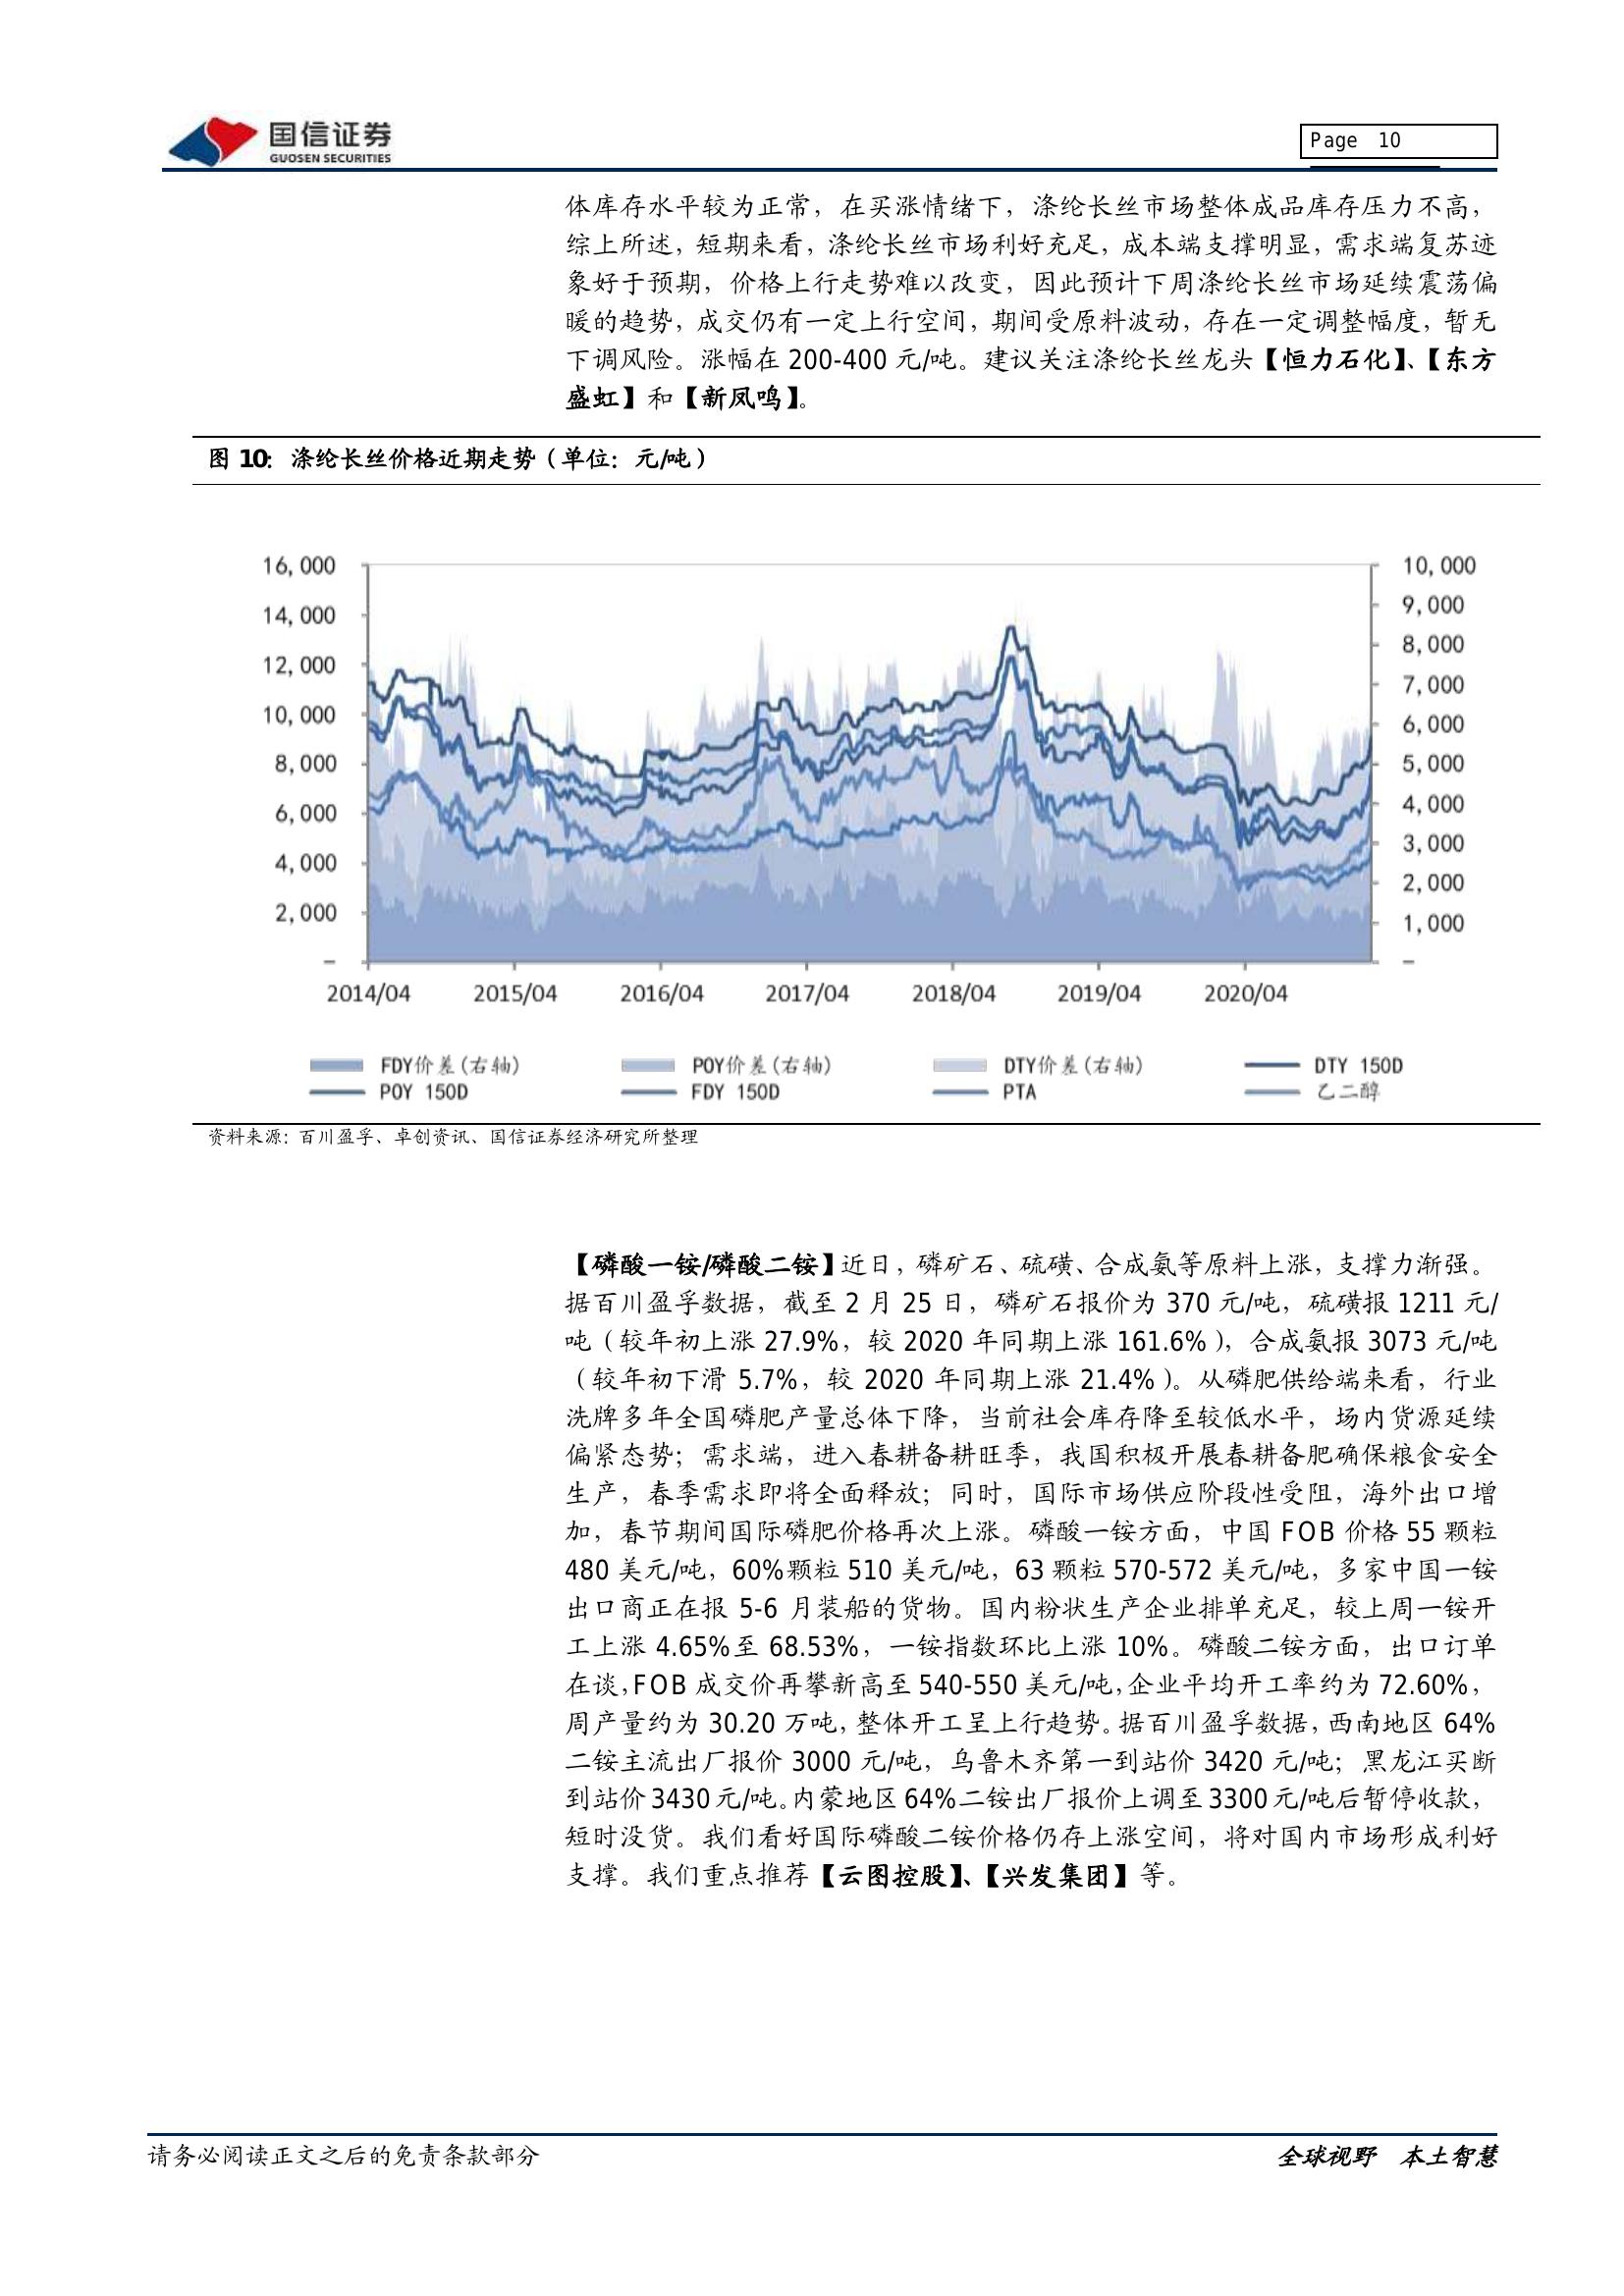 国信证券
GUOSEN SECURITIES
Page 10
体库存水平较为正常，在买涨情绪下，涤纶长丝市场整体成品库存压力不高，
综上所述，短期来看，涤纶长丝市场利好充足，成本端支撑明显，需求端复苏迹
象好于预期，价格上行走势难以改变，因此预计下周涤纶长丝市场延续震荡偏
暖的趋势，成交仍有一定上行空间，期间受原料波动，存在一定调整幅度，暂无
下调风险。涨幅在 200-400 元/吨。建议关注涤纶长丝龙头【恒力石化】、【东方
盛虹】和【新凤鸣】。
图 10：涤纶长丝价格近期走势（单位：元/吨）
16,000
14,000
12,000
10,000
8,000
6,000
4,000
2,000
-
10,000
9,000
8,000
7,000
6,000
5,000
4,000
3,000
2,000
1,000
-
2014/04 2015/04 2016/04 2017/04 2018/04 2019/04 2020/04
FDY价差(右轴) POY价差(右轴) DTY价差(右轴) DTY 150D
POY 150D FDY 150D PTA 乙二醇
资料来源：百川盈孚、卓创资讯、国信证券经济研究所整理
【磷酸一铵/磷酸二铵】近日，磷矿石、硫磺、合成氨等原料上涨，支撑力渐强。
据百川盈孚数据，截至 2 月 25 日，磷矿石报价为 370 元/吨，硫磺报 1211 元/
吨（较年初上涨 27.9%，较 2020 年同期上涨 161.6%），合成氨报 3073 元/吨
（较年初下滑 5.7%，较 2020 年同期上涨 21.4%）。从磷肥供给端来看，行业
洗牌多年全国磷肥产量总体下降，当前社会库存降至较低水平，场内货源延续
偏紧态势；需求端，进入春耕备耕旺季，我国积极开展春耕备肥确保粮食安全
生产，春季需求即将全面释放；同时，国际市场供应阶段性受阻，海外出口增
加，春节期间国际磷肥价格再次上涨。磷酸一铵方面，中国 FOB 价格 55 颗粒
480 美元/吨，60%颗粒 510 美元/吨，63 颗粒 570-572 美元/吨，多家中国一铵
出口商正在报 5-6 月装船的货物。国内粉状生产企业排单充足，较上周一铵开
工上涨 4.65%至 68.53%，一铵指数环比上涨 10%。磷酸二铵方面，出口订单
在谈，FOB 成交价再攀新高至 540-550 美元/吨，企业平均开工率约为 72.60%，
周产量约为 30.20 万吨，整体开工呈上行趋势。据百川盈孚数据，西南地区 64%
二铵主流出厂报价 3000 元/吨，乌鲁木齐第一到站价 3420 元/吨；黑龙江买断
到站价 3430 元/吨。内蒙地区 64%二铵出厂报价上调至 3300 元/吨后暂停收款，
短时没货。我们看好国际磷酸二铵价格仍存上涨空间，将对国内市场形成利好
支撑。我们重点推荐【云图控股】、【兴发集团】等。
请务必阅读正文之后的免责条款部分
全球视野 本土智慧